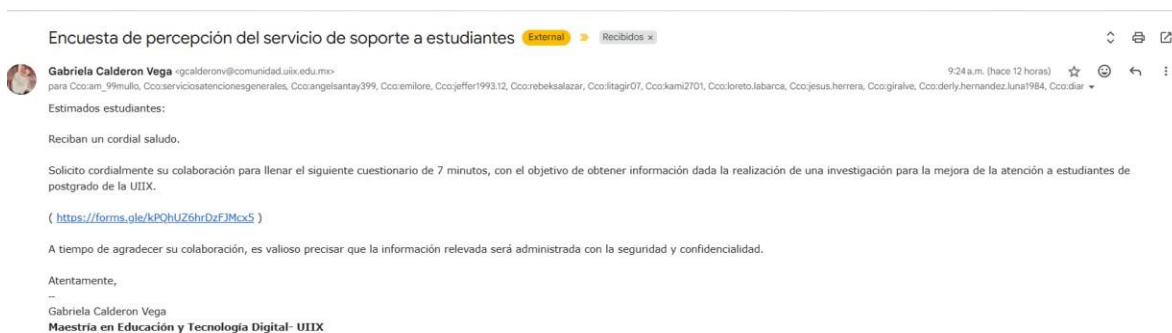 Encuesta de percepción del servicio de soporte a estudiantes External Recibidos x
Gabriela Calderon Vega <gcalderonv@comunidad.uiix.edu.mx> 9:24 a.m. (hace 12 horas)
para Cco:am_99mullo, Cco:serviciosatencionesgenerales, Cco:angelsantay399, Cco:emilore, Cco:jeffer1993.12, Cco:rebeksalazar, Cco:litagir07, Cco:kami2701, Cco:loreto.labarca, Cco:jesus.herrera, Cco:giralve, Cco:derly.hernandez.luna1984, Cco:diar
Estimados estudiantes:
Reciban un cordial saludo.
Solicito cordialmente su colaboración para llenar el siguiente cuestionario de 7 minutos, con el objetivo de obtener información dada la realización de una investigación para la mejora de la atención a estudiantes de
postgrado de la UIIX.
( https://forms.gle/kPQhUZ6hrDzFJMcx5 )
A tiempo de agradecer su colaboración, es valioso precisar que la información relevada será administrada con la seguridad y confidencialidad.
Atentamente,
--
Gabriela Calderon Vega
Maestría en Educación y Tecnología Digital- UIIX